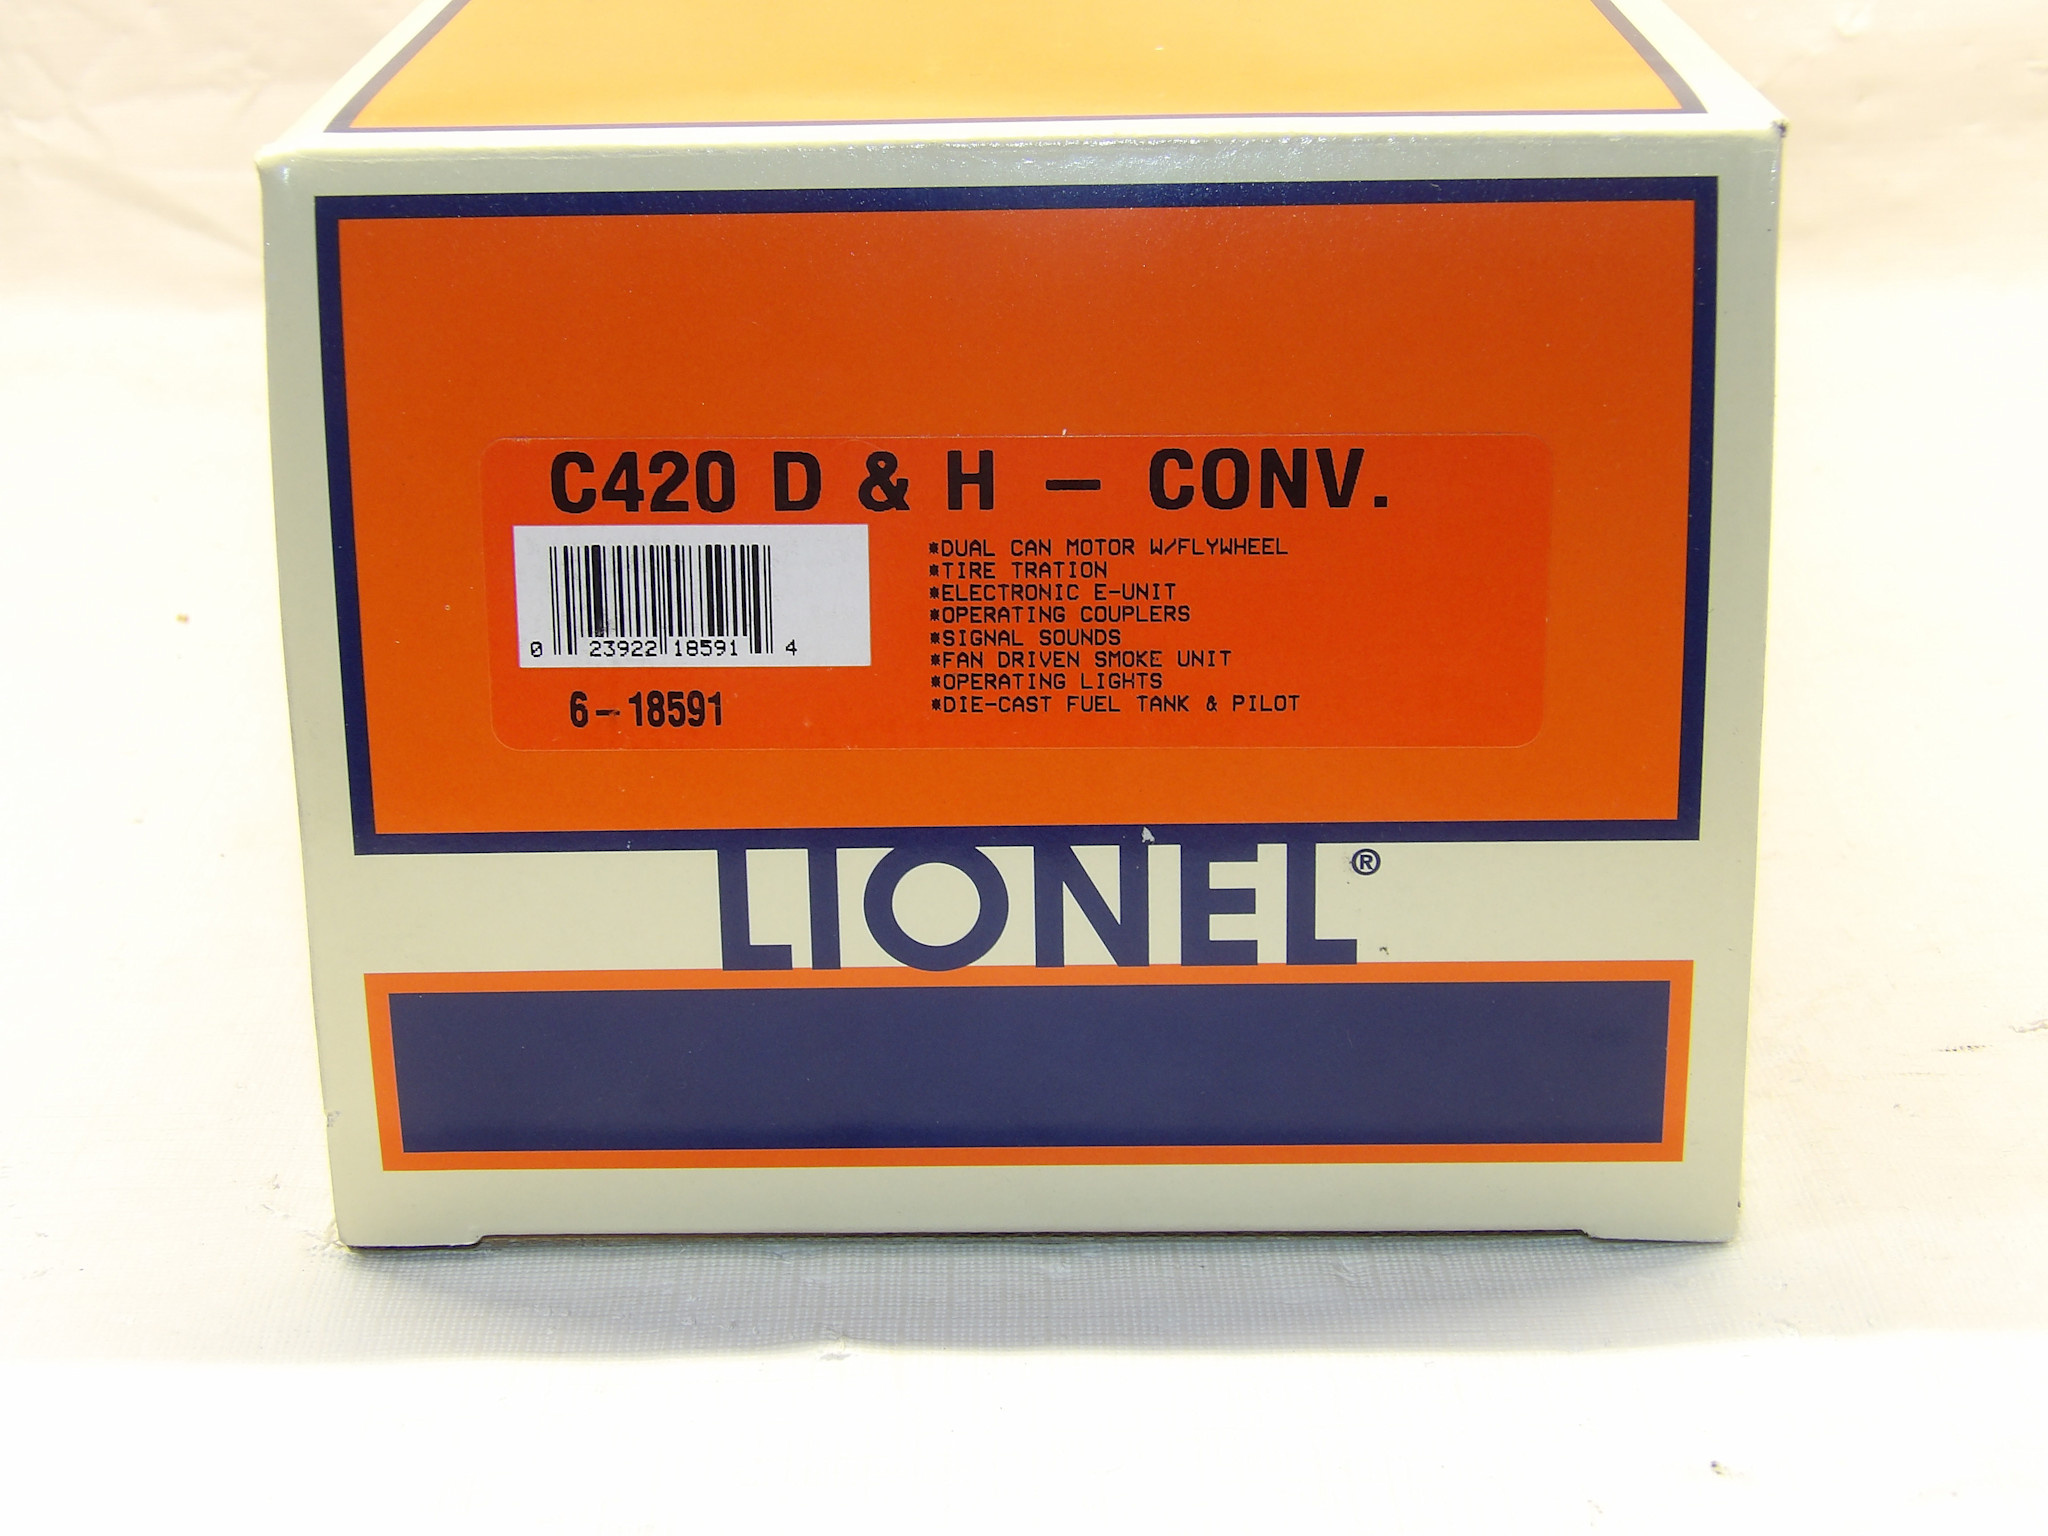 C420 D & H – CONV.
*DUAL CAN MOTOR W/FLYWHEEL
*TIRE TRATION
*ELECTRONIC E-UNIT
*OPERATING COUPLERS
*SIGNAL SOUNDS
*FAN DRIVEN SMOKE UNIT
*OPERATING LIGHTS
*DIE-CAST FUEL TANK & PILOT
0 23922 18591 4
6-18591
LIONEL®